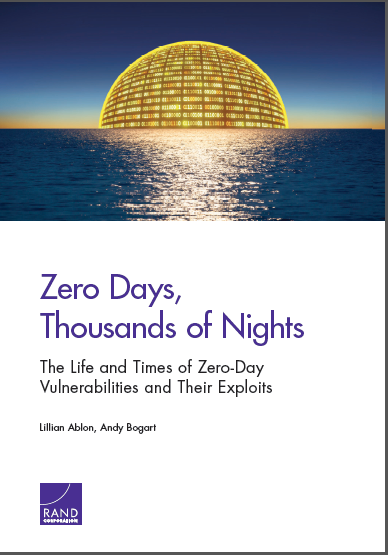 Zero Days,
Thousands of Nights
The Life and Times of Zero-Day
Vulnerabilities and Their Exploits
Lillian Ablon, Andy Bogart
RAND
CORPORATION